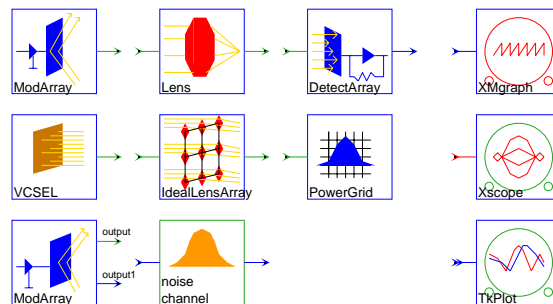 ModArray
Lens
DetectArray
XMgraph
VCSEL
IdealLensArray
PowerGrid
Xscope
output
output1
ModArray
noise
channel
TkPlot